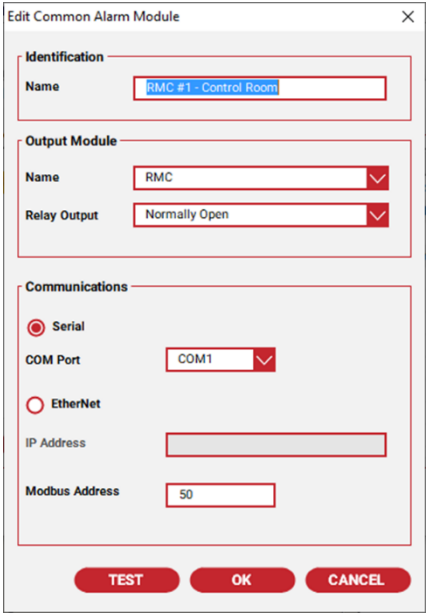 Edit Common Alarm Module
Identification
Name RMC #1 - Control Room
Output Module
Name RMC
Relay Output Normally Open
Communications
Serial
COM Port COM1
EtherNet
IP Address
Modbus Address 50
TEST OK CANCEL